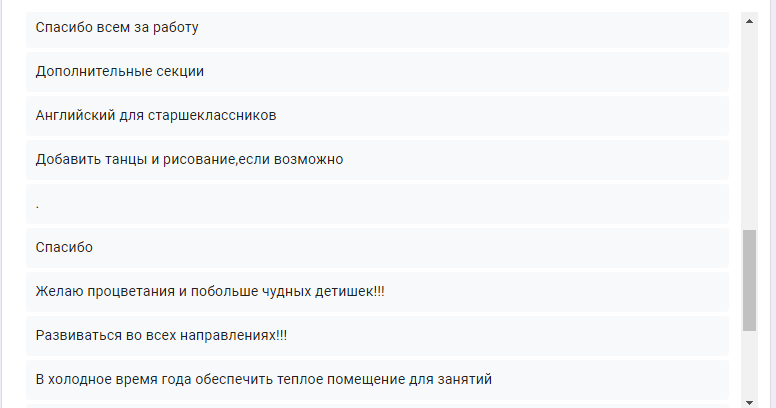 Спасибо всем за работу
Дополнительные секции
Английский для старшеклассников
Добавить танцы и рисование,если возможно
.
Спасибо
Желаю процветания и побольше чудных детишек!!!
Развиваться во всех направлениях!!!
В холодное время года обеспечить теплое помещение для занятий